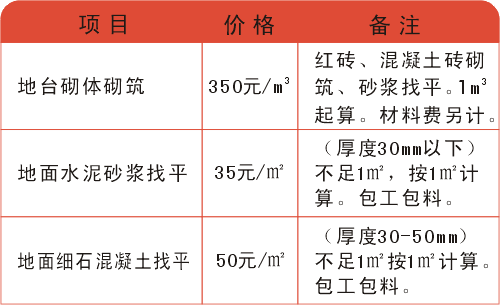 项目 价格 备注
地台砌体砌筑 350元/m³ 红砖、混凝土砖砌
筑、砂浆找平。1m³
起算。材料费另计。
地面水泥砂浆找平 35元/㎡ (厚度30mm以下)
不足1㎡，按1㎡计
算。包工包料。
地面细石混凝土找平 50元/㎡ (厚度30-50mm)
不足1㎡按1㎡计算。
包工包料。